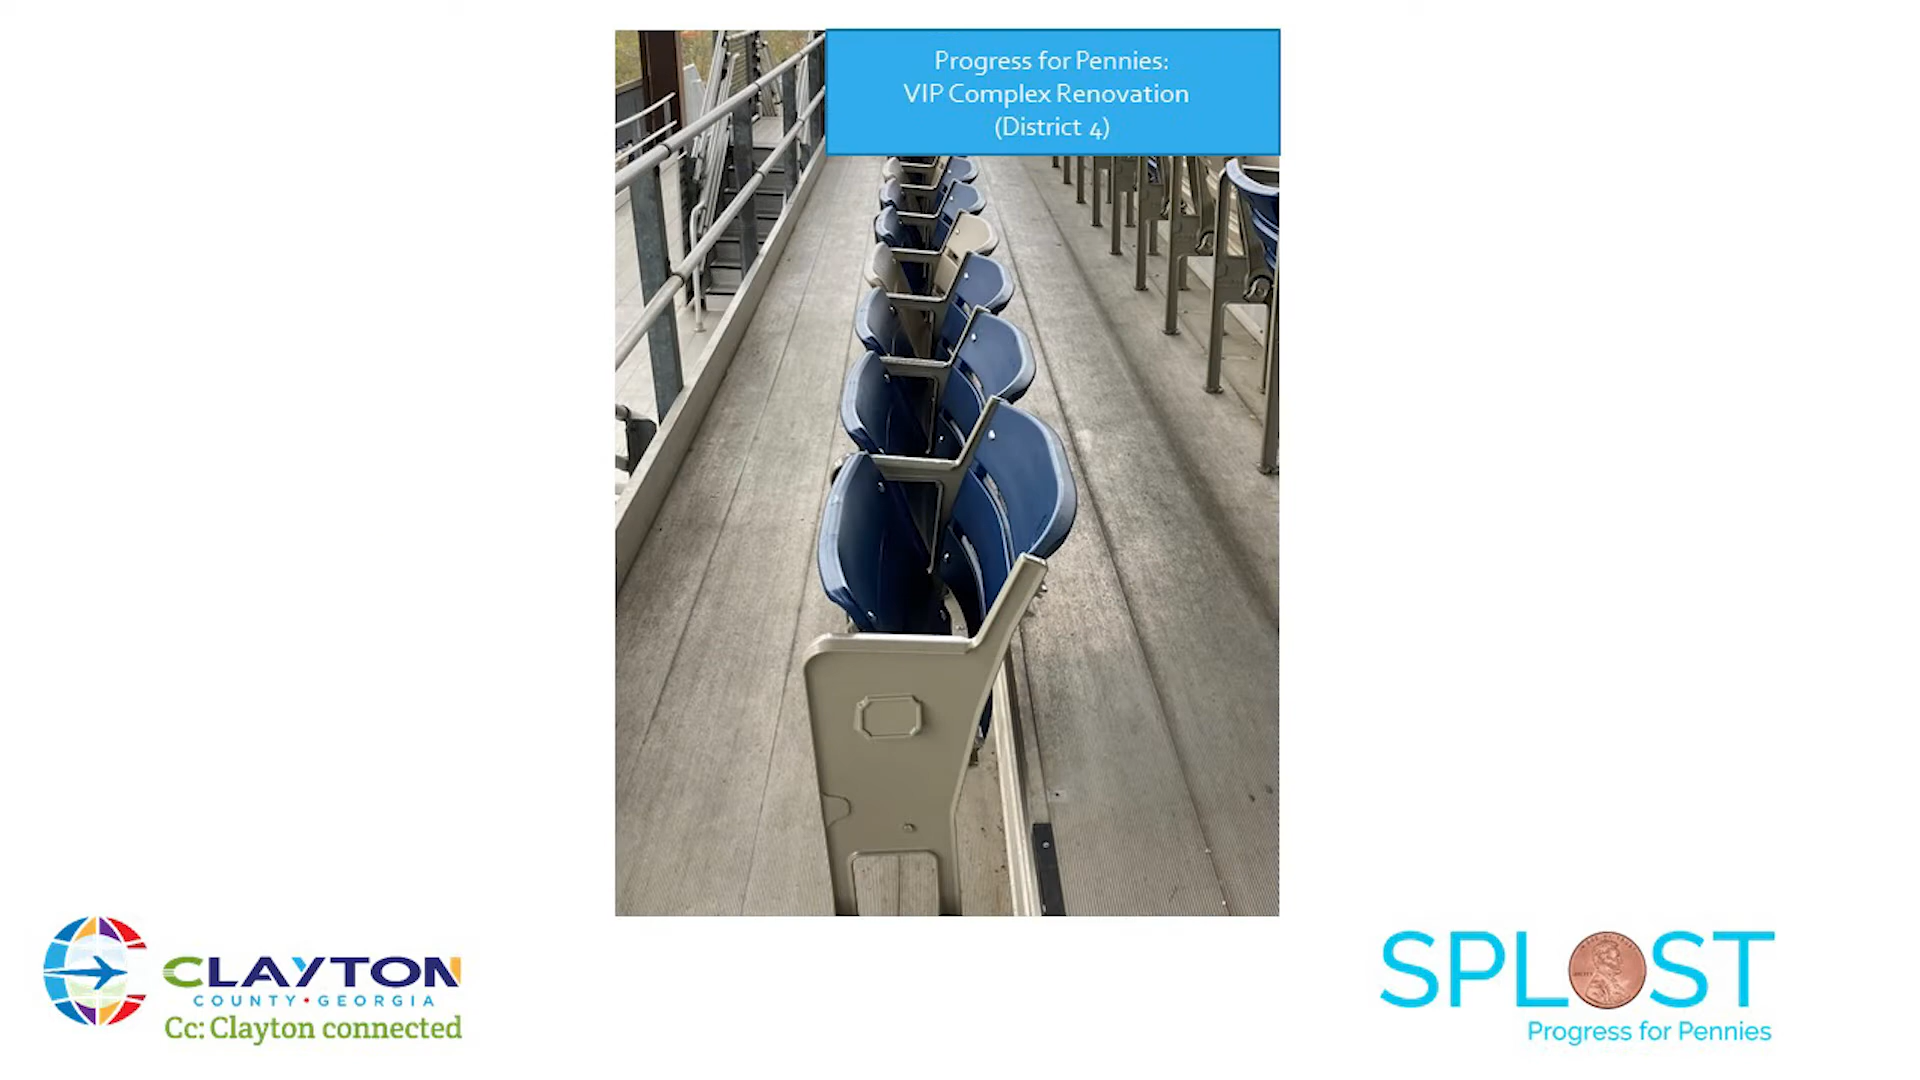 Progress for Pennies:
VIP Complex Renovation
(District 4)
CLAYTON
COUNTY • GEORGIA
Cc: Clayton connected
SPLOST
Progress for Pennies